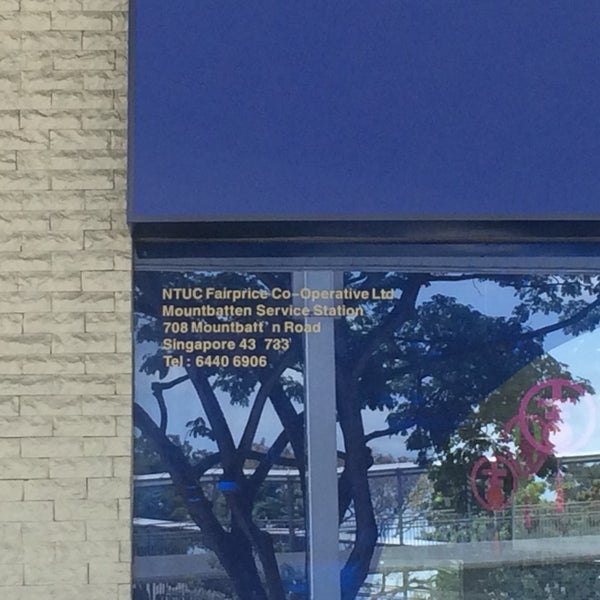 NTUC Fairprice Co-Operative Ltd
Mountbatten Service Station
708 Mountbatt n Road
Singapore 43 733
Tel : 6440 6906